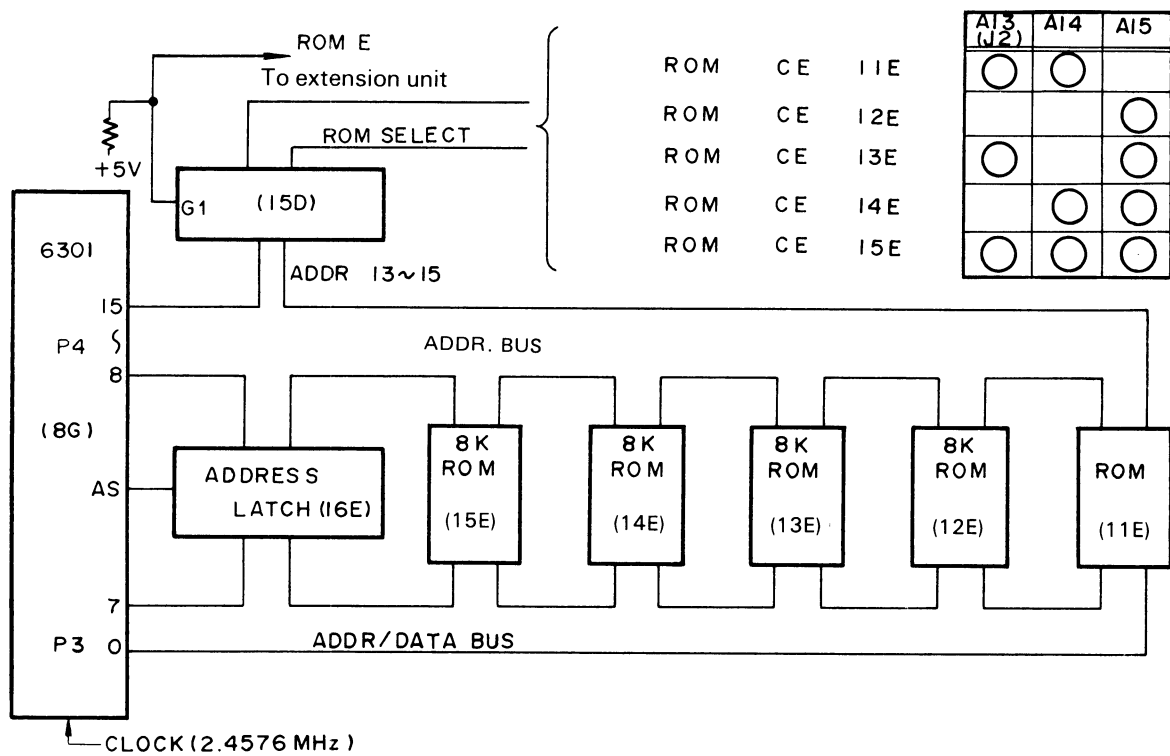 ROM E
To extension unit
ROM SELECT
+5V
G1 (15D)
ADDR 13~15
ROM CE 11E
ROM CE 12E
ROM CE 13E
ROM CE 14E
ROM CE 15E
A13 (J2) A14 A15
6301
15
P4
8
(8G)
AS
7
P3 0
ADDR. BUS
ADDRESS
LATCH (16E)
8K
ROM
(15E)
8K
ROM
(14E)
8K
ROM
(13E)
8K
ROM
(12E)
ROM
(11E)
ADDR/DATA BUS
CLOCK (2.4576 MHz)